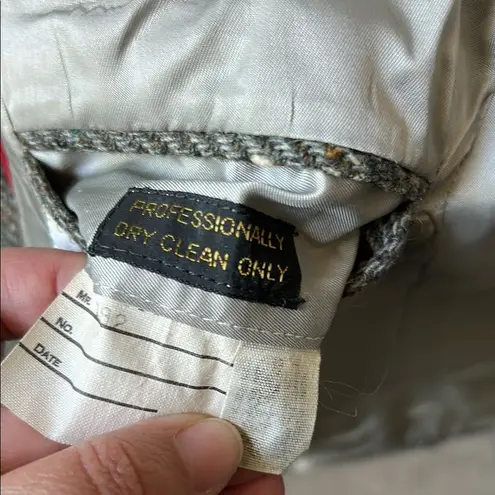 PROFESSIONALLY
DRY CLEAN ONLY
MR.
NO.
DATE